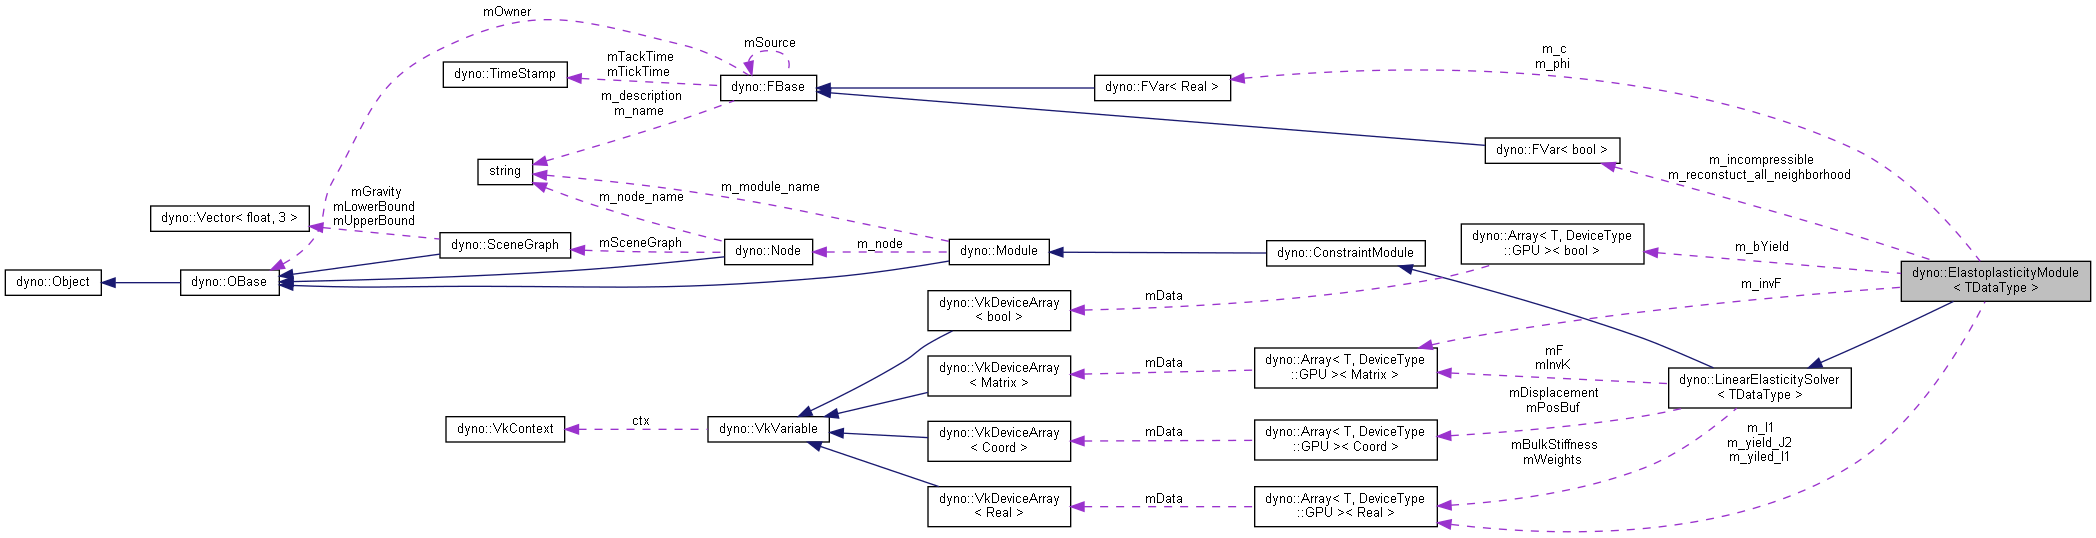 mOwner
mSource
mTackTime
mTickTime
dyno::TimeStamp
dyno::FBase
m_description
m_name
m_c
m_phi
dyno::FVar< Real >
dyno::FVar< bool >
string
m_incompressible
m_reconstuct_all_neighborhood
m_module_name
m_node_name
mGravity
mLowerBound
mUpperBound
dyno::Vector< float, 3 >
dyno::SceneGraph
mSceneGraph
dyno::Node
m_node
dyno::Module
dyno::ConstraintModule
dyno::Array< T, DeviceType
::GPU >< bool >
m_bYield
dyno::ElastoplasticityModule
< TDataType >
dyno::Object
dyno::OBase
m_invF
dyno::VkDeviceArray
< bool >
mData
dyno::VkDeviceArray
< Matrix >
mData
dyno::Array< T, DeviceType
::GPU >< Matrix >
mF
mInvK
dyno::LinearElasticitySolver
< TDataType >
mDisplacement
mPosBuf
dyno::VkContext
ctx
dyno::VkVariable
dyno::VkDeviceArray
< Coord >
mData
dyno::Array< T, DeviceType
::GPU >< Coord >
mBulkStiffness
mWeights
m_I1
m_yield_J2
m_yiled_I1
dyno::VkDeviceArray
< Real >
mData
dyno::Array< T, DeviceType
::GPU >< Real >